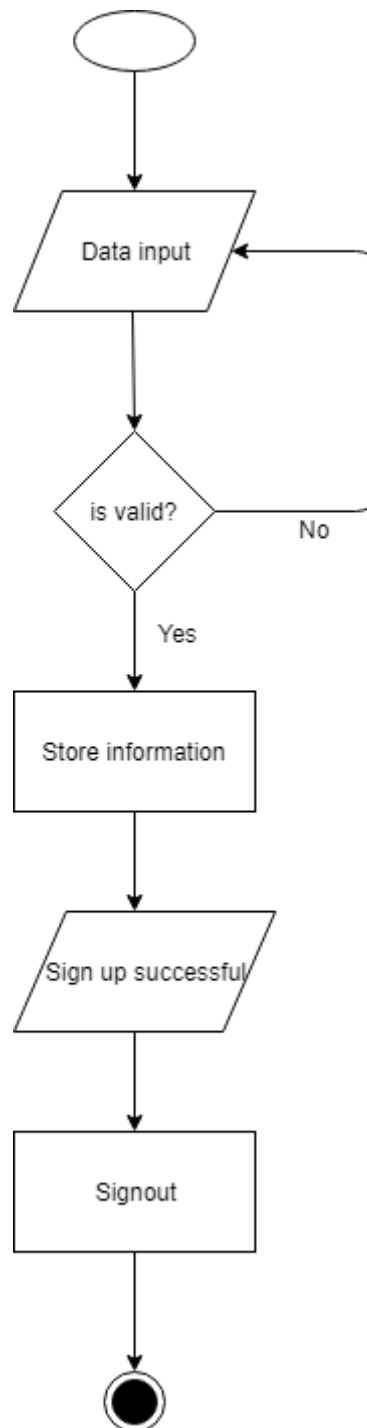 Data input
is valid?
No
Yes
Store information
Sign up successful
Signout